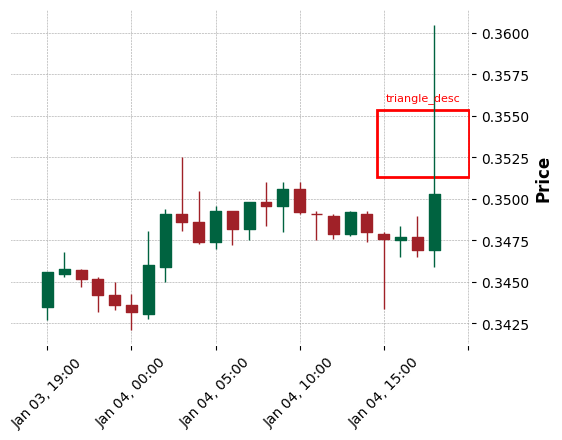 0.3600
0.3575
triangle_desc
0.3550
0.3525
Price
0.3500
0.3475
0.3450
0.3425
Jan 03, 19:00
Jan 04, 00:00
Jan 04, 05:00
Jan 04, 10:00
Jan 04, 15:00